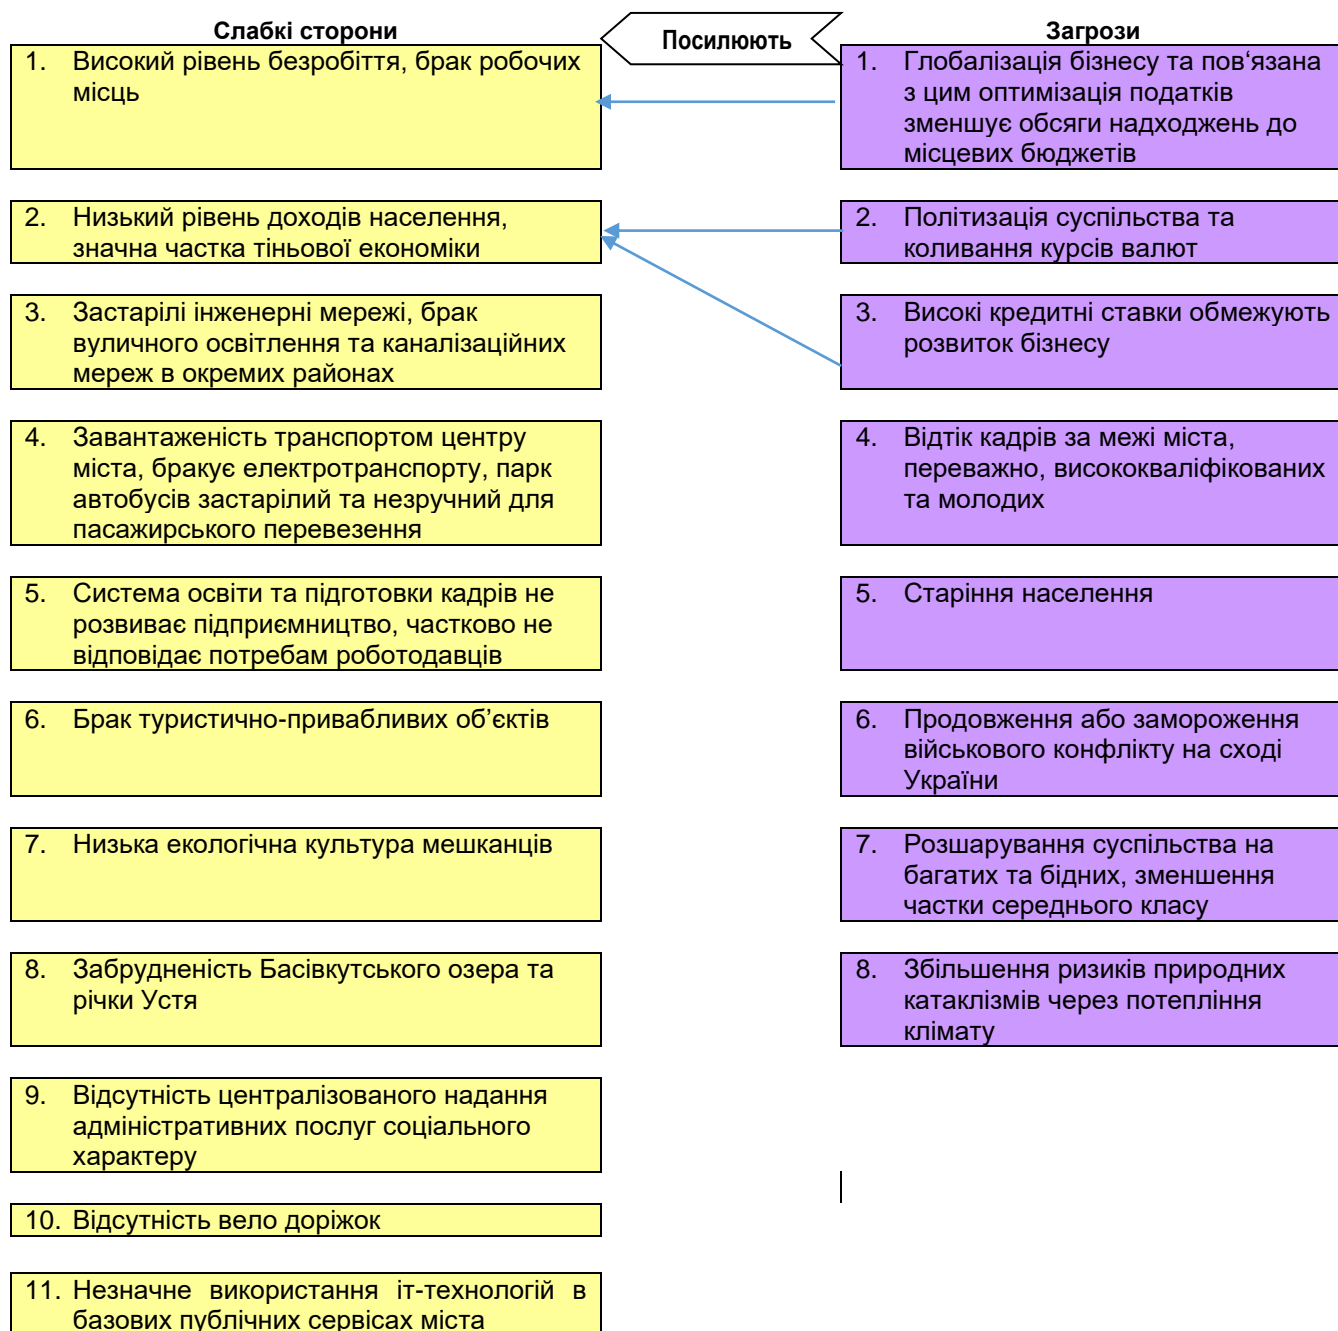 Слабкі сторони
Посилюють
Загрози
1. Високий рівень безробіття, брак робочих
місць
1. Глобалізація бізнесу та пов‘язана
з цим оптимізація податків
зменшує обсяги надходжень до
місцевих бюджетів
2. Низький рівень доходів населення,
значна частка тіньової економіки
2. Політизація суспільства та
коливання курсів валют
3. Застарілі інженерні мережі, брак
вуличного освітлення та каналізаційних
мереж в окремих районах
3. Високі кредитні ставки обмежують
розвиток бізнесу
4. Завантаженість транспортом центру
міста, бракує електротранспорту, парк
автобусів застарілий та незручний для
пасажирського перевезення
4. Відтік кадрів за межі міста,
переважно, висококваліфікованих
та молодих
5. Система освіти та підготовки кадрів не
розвиває підприємництво, частково не
відповідає потребам роботодавців
5. Старіння населення
6. Брак туристично-привабливих об’єктів
6. Продовження або замороження
військового конфлікту на сході
України
7. Низька екологічна культура мешканців
7. Розшарування суспільства на
багатих та бідних, зменшення
частки середнього класу
8. Забрудненість Басівкутського озера та
річки Устя
8. Збільшення ризиків природних
катаклізмів через потепління
клімату
9. Відсутність централізованого надання
адміністративних послуг соціального
характеру
10. Відсутність вело доріжок
11. Незначне використання іт-технологій в
базових публічних сервісах міста